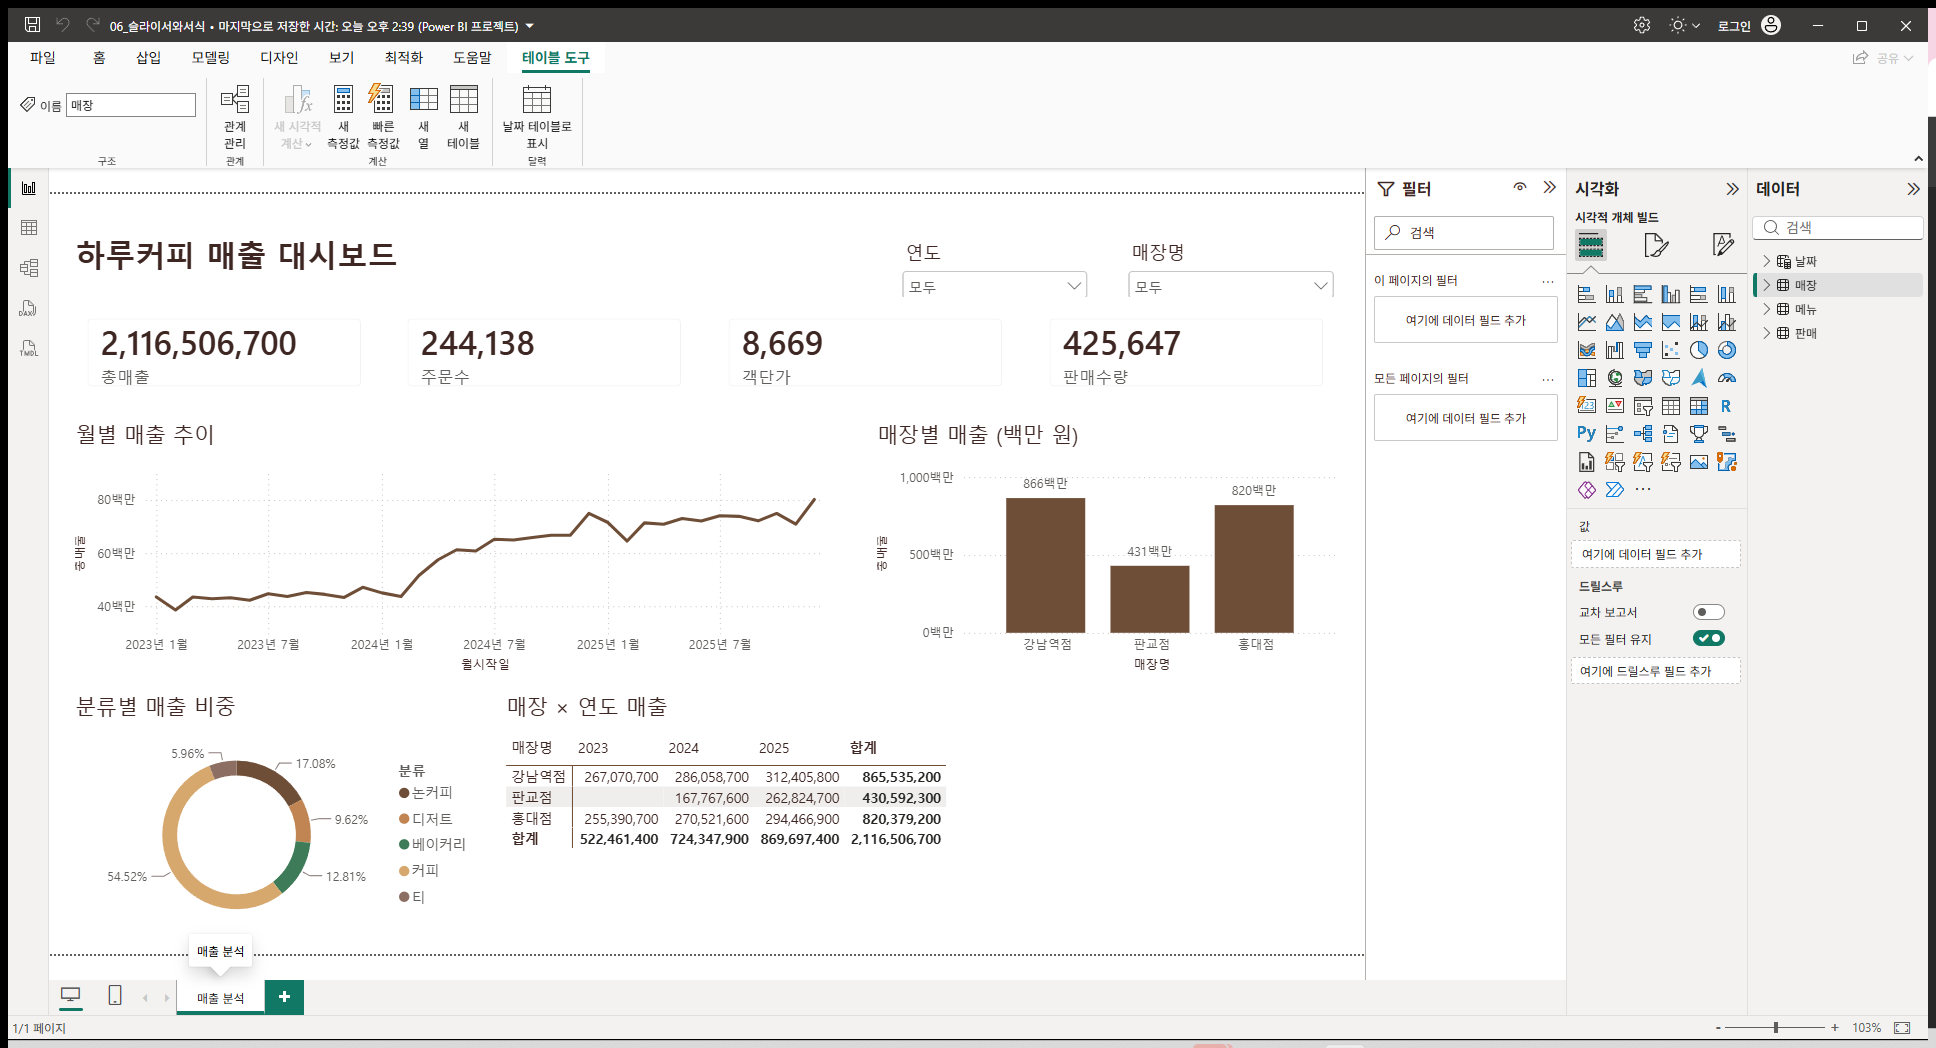 06_슬라이서와서식 • 마지막으로 저장한 시간: 오늘 오후 2:39 (Power BI 프로젝트)
로그인
파일 홈 삽입 모델링 디자인 보기 최적화 도움말 테이블 도구
공유
이름 매장
구조
관계 관리
관계
새 시각적 계산
새 측정값
빠른 측정값
새 열
새 테이블
계산
날짜 테이블로 표시
달력
DAX
TMDL
하루커피 매출 대시보드
연도
모두
매장명
모두
2,116,506,700
총매출
244,138
주문수
8,669
객단가
425,647
판매수량
월별 매출 추이
총매출
80백만
60백만
40백만
2023년 1월 2023년 7월 2024년 1월 2024년 7월 2025년 1월 2025년 7월
월시작일
매장별 매출 (백만 원)
총매출
1,000백만
500백만
0백만
866백만
431백만
820백만
강남역점 판교점 홍대점
매장명
분류별 매출 비중
5.96%
17.08%
9.62%
12.81%
54.52%
분류
논커피
디저트
베이커리
커피
티
매장 × 연도 매출
매장명 2023 2024 2025 합계
강남역점 267,070,700 286,058,700 312,405,800 865,535,200
판교점 167,767,600 262,824,700 430,592,300
홍대점 255,390,700 270,521,600 294,466,900 820,379,200
합계 522,461,400 724,347,900 869,697,400 2,116,506,700
매출 분석
매출 분석
1/1 페이지
103%
필터
검색
이 페이지의 필터
여기에 데이터 필드 추가
모든 페이지의 필터
여기에 데이터 필드 추가
시각화
시각적 개체 빌드
123
R
Py
값
여기에 데이터 필드 추가
드릴스루
교차 보고서
모든 필터 유지
여기에 드릴스루 필드 추가
데이터
검색
날짜
매장
메뉴
판매